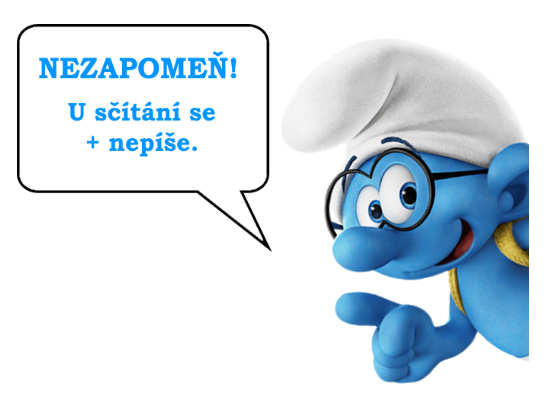 NEZAPOMEŇ!
U sčítání se
+ nepíše.